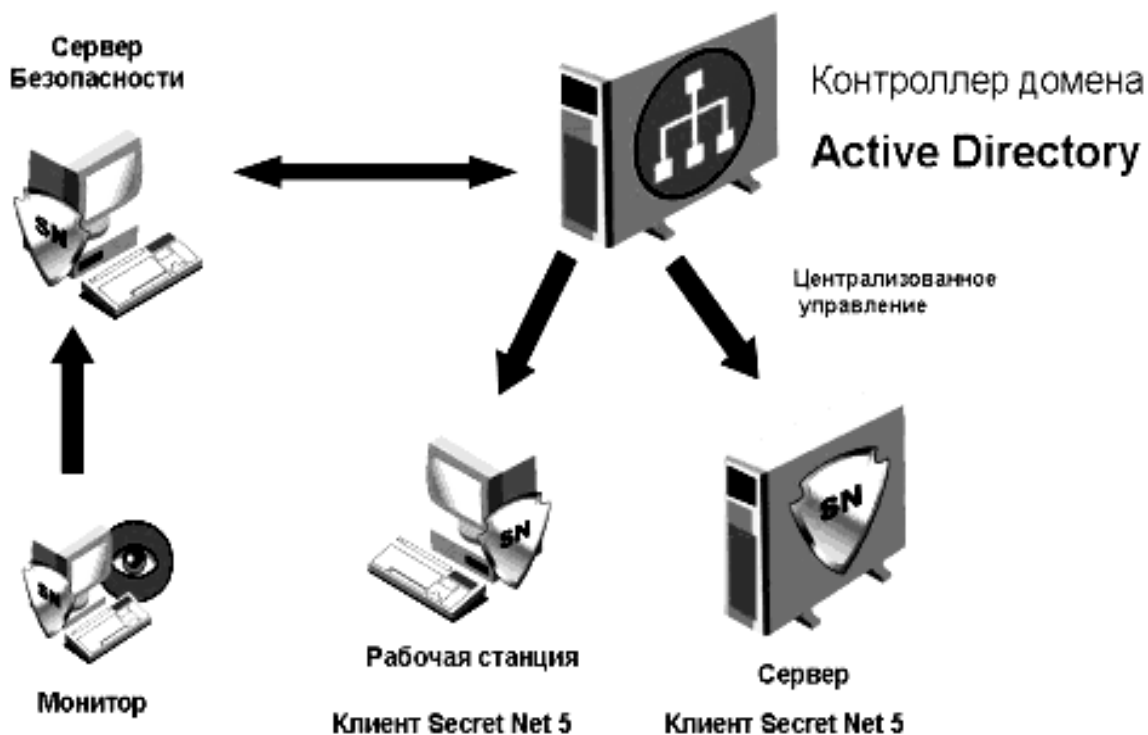 Сервер
Безопасности
Контроллер домена
Active Directory
SN
Централизованное
управление
SN
SN
SN
Рабочая станция
Сервер
Монитор
Клиент Secret Net 5
Клиент Secret Net 5